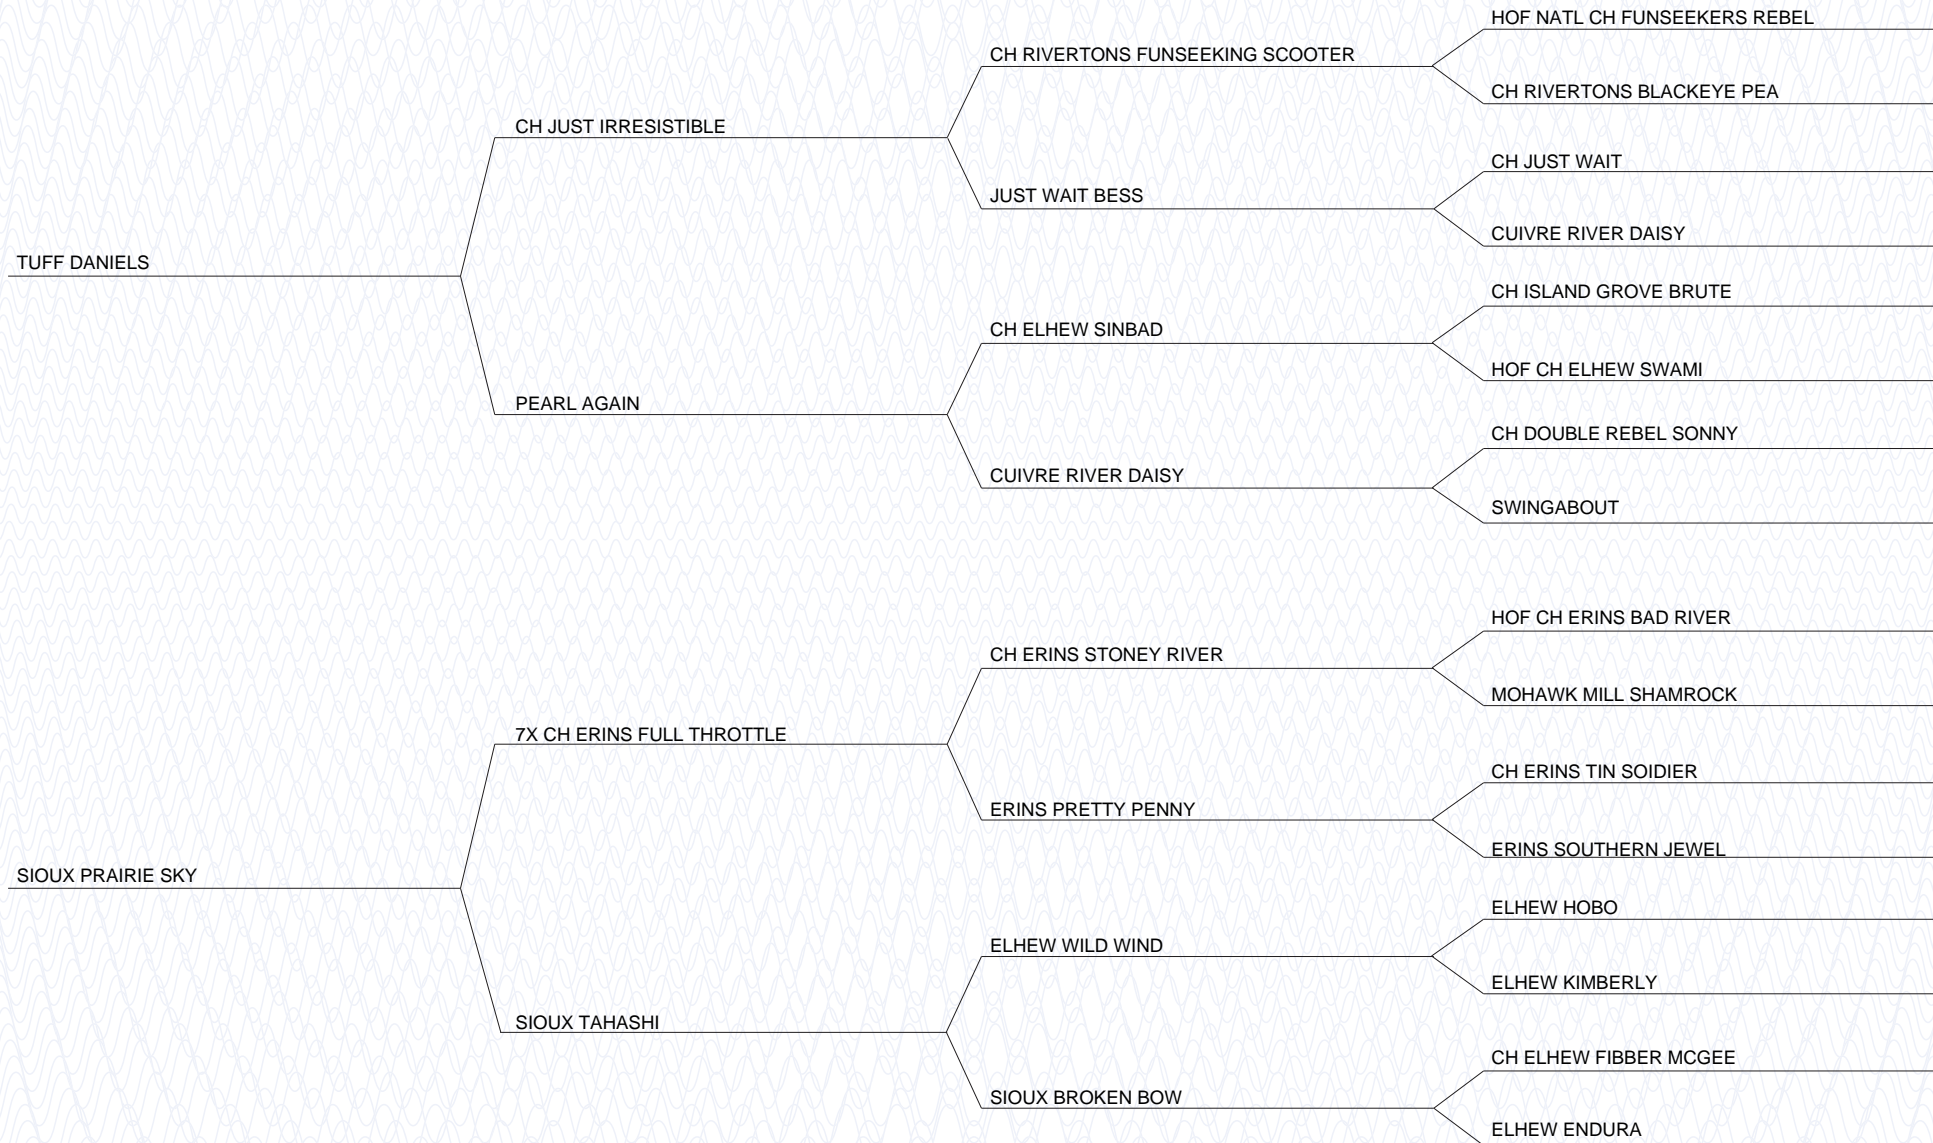 HOF NATL CH FUNSEEKERS REBEL
CH RIVERTONS FUNSEEKING SCOOTER
CH RIVERTONS BLACKEYE PEA
CH JUST IRRESISTIBLE
CH JUST WAIT
JUST WAIT BESS
CUIVRE RIVER DAISY
TUFF DANIELS
CH ISLAND GROVE BRUTE
CH ELHEW SINBAD
HOF CH ELHEW SWAMI
PEARL AGAIN
CH DOUBLE REBEL SONNY
CUIVRE RIVER DAISY
SWINGABOUT
HOF CH ERINS BAD RIVER
CH ERINS STONEY RIVER
MOHAWK MILL SHAMROCK
7X CH ERINS FULL THROTTLE
CH ERINS TIN SOIDIER
ERINS PRETTY PENNY
ERINS SOUTHERN JEWEL
SIOUX PRAIRIE SKY
ELHEW HOBO
ELHEW WILD WIND
ELHEW KIMBERLY
SIOUX TAHASHI
CH ELHEW FIBBER MCGEE
SIOUX BROKEN BOW
ELHEW ENDURA